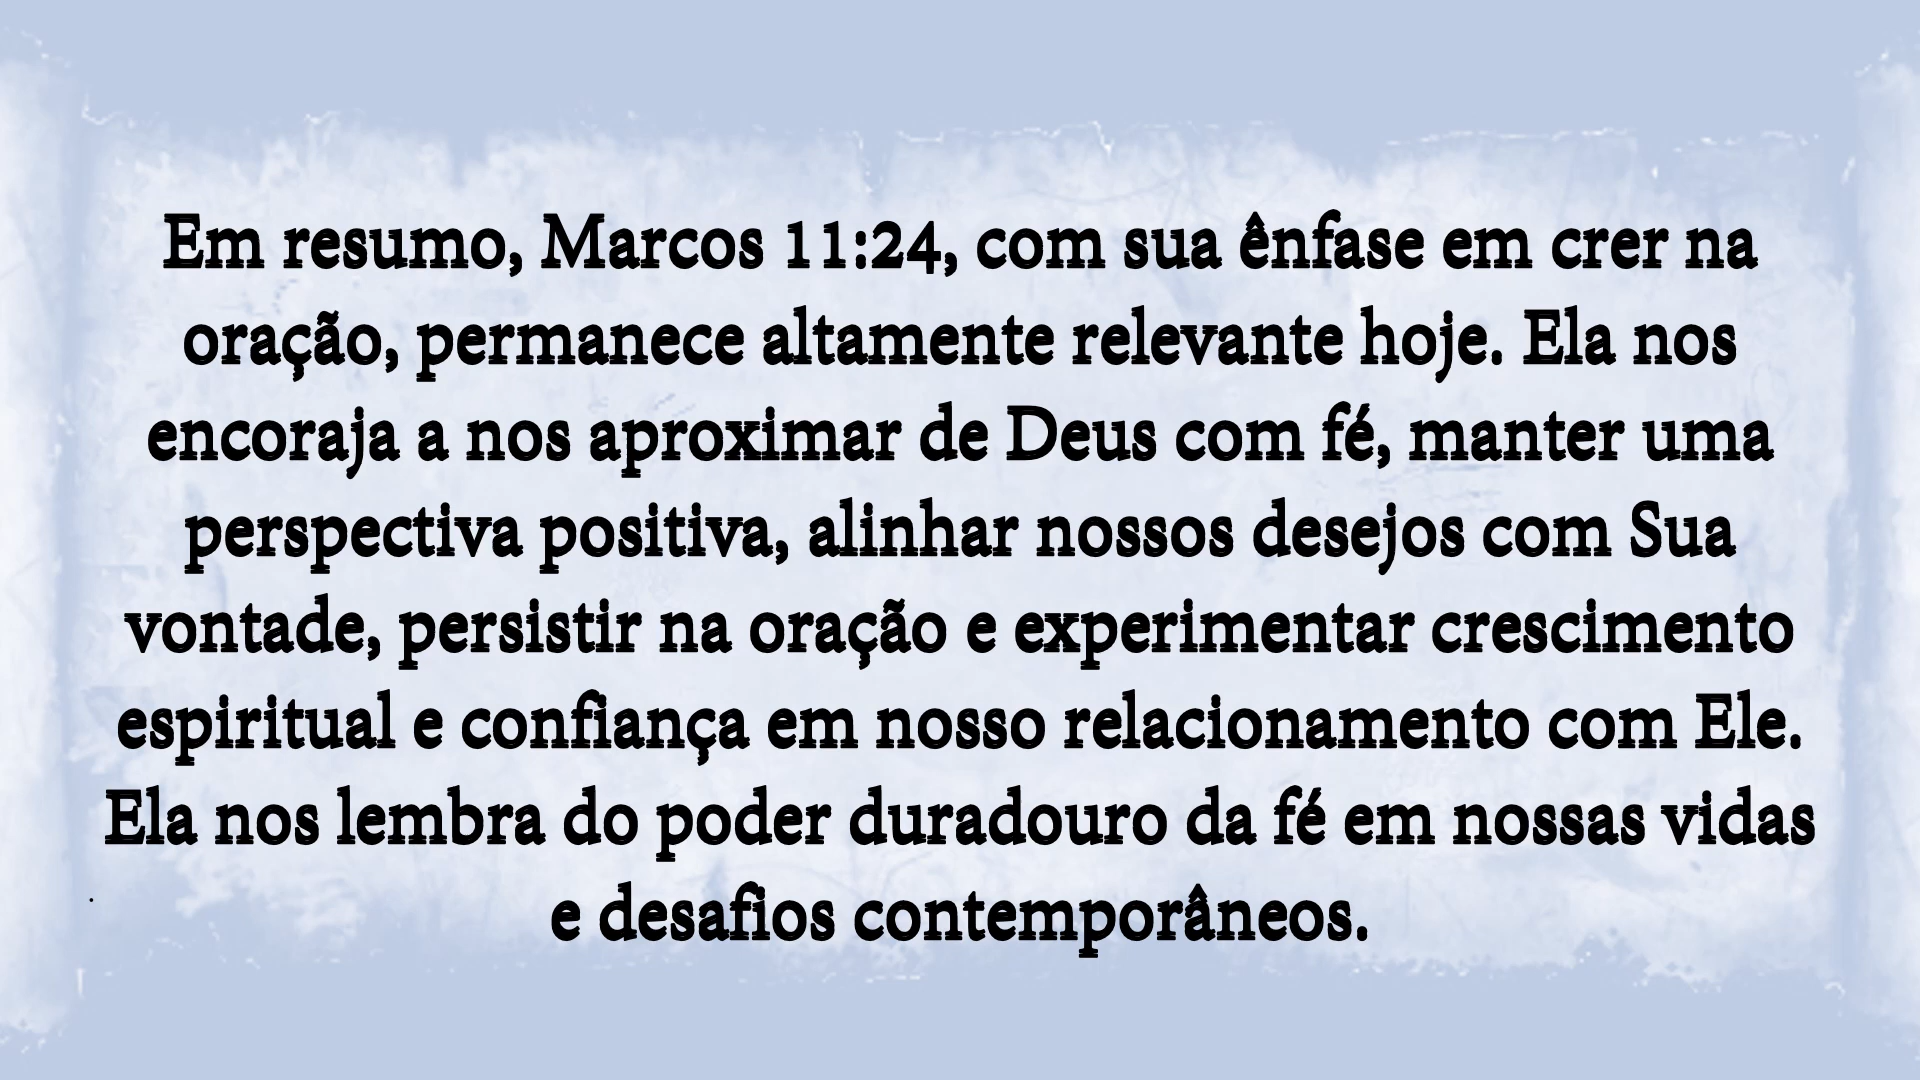 Em resumo, Marcos 11:24, com sua ênfase em crer na
oração, permanece altamente relevante hoje. Ela nos
encoraja a nos aproximar de Deus com fé, manter uma
perspectiva positiva, alinhar nossos desejos com Sua
vontade, persistir na oração e experimentar crescimento
espiritual e confiança em nosso relacionamento com Ele.
Ela nos lembra do poder duradouro da fé em nossas vidas
e desafios contemporâneos.
.